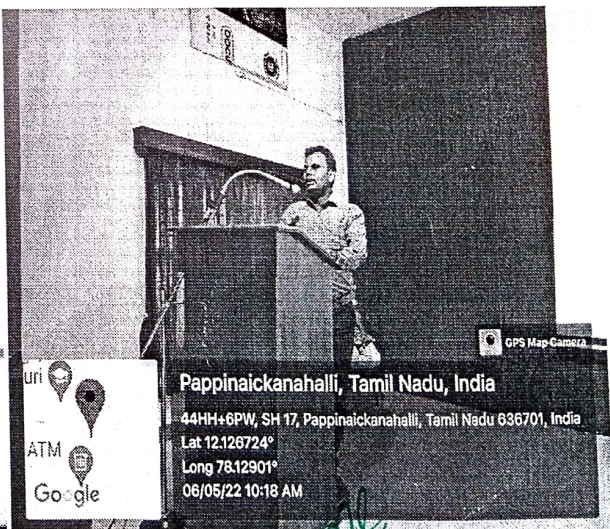 GPS Map Camera
uri
ATM
Google
Pappinaickanahalli, Tamil Nadu, India
44HH+6PW, SH 17, Pappinaickanahalli, Tamil Nadu 636701, India
Lat 12.126724°
Long 78.12901°
06/05/22 10:18 AM